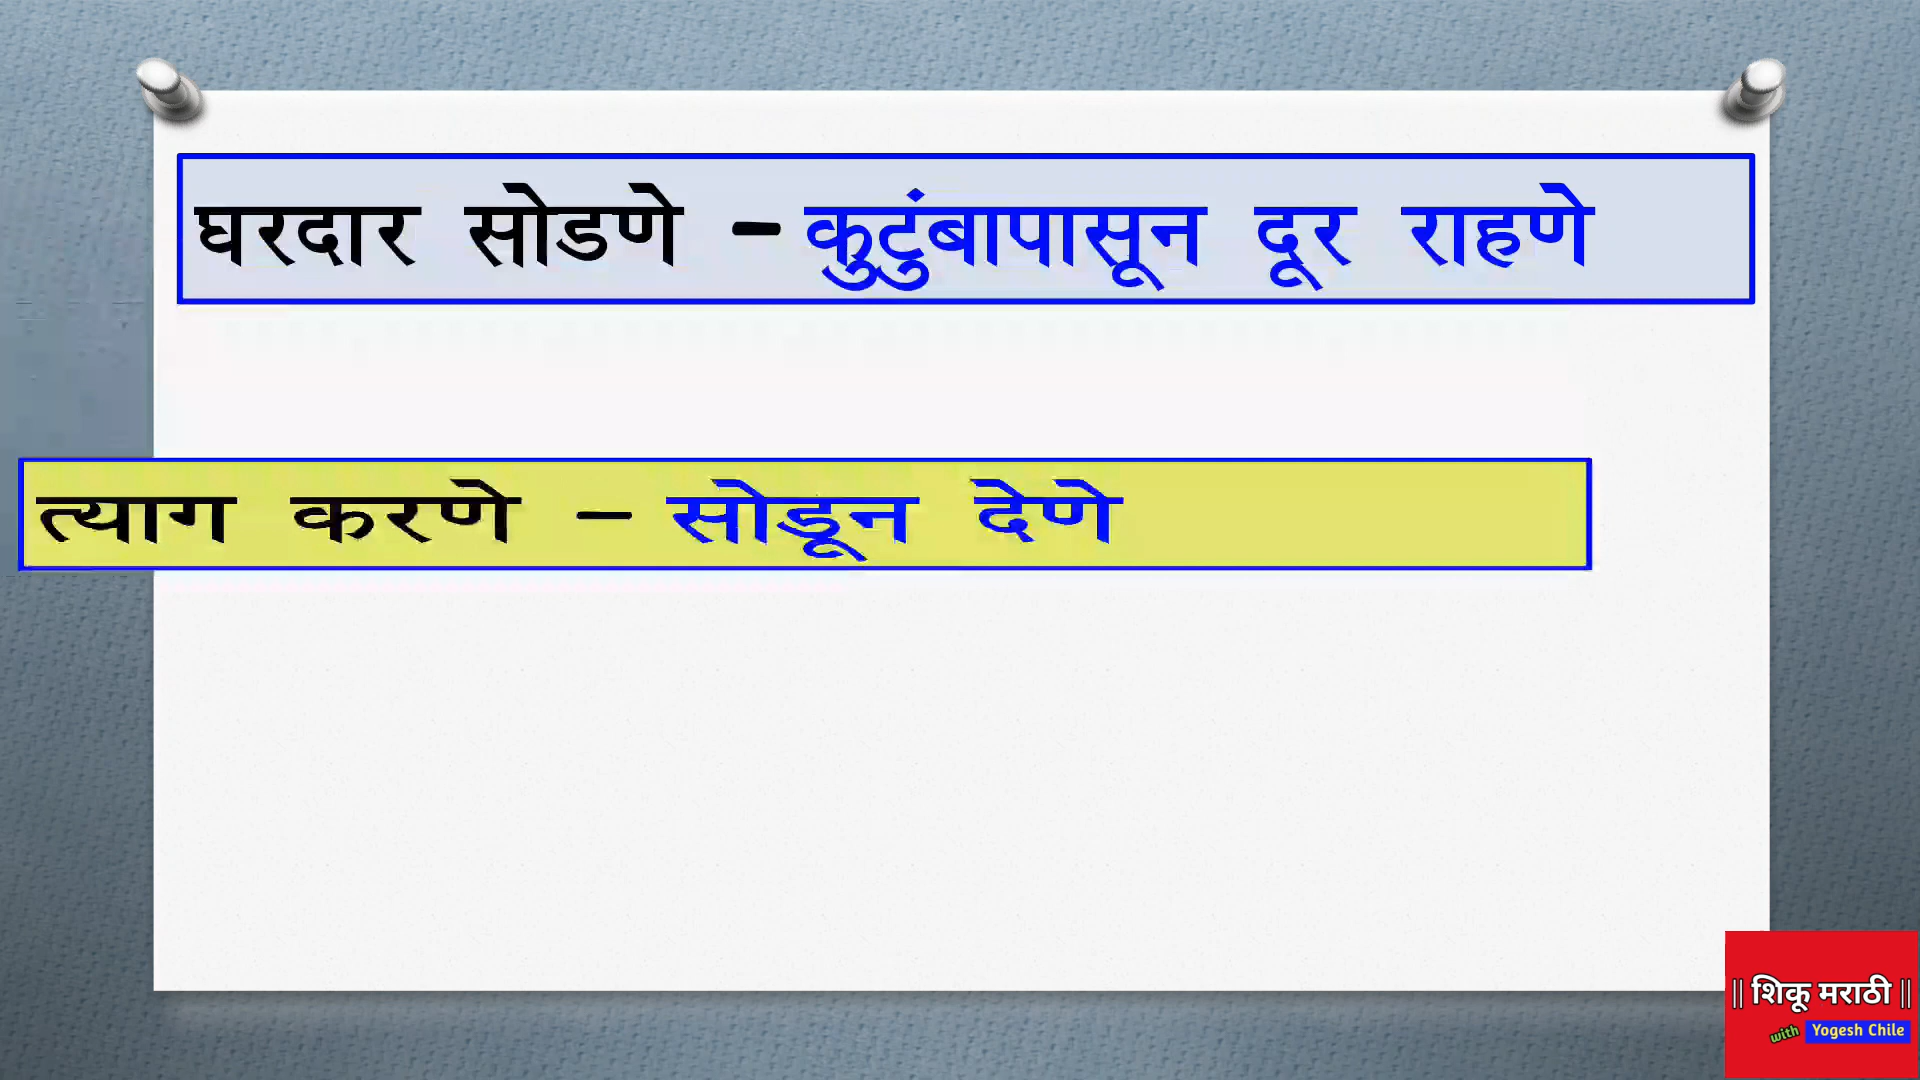 घरदार सोडणे - कुटुंबापासून दूर राहणे
त्याग करणे - सोडून देणे
|| शिकू मराठी ||
with Yogesh Chile